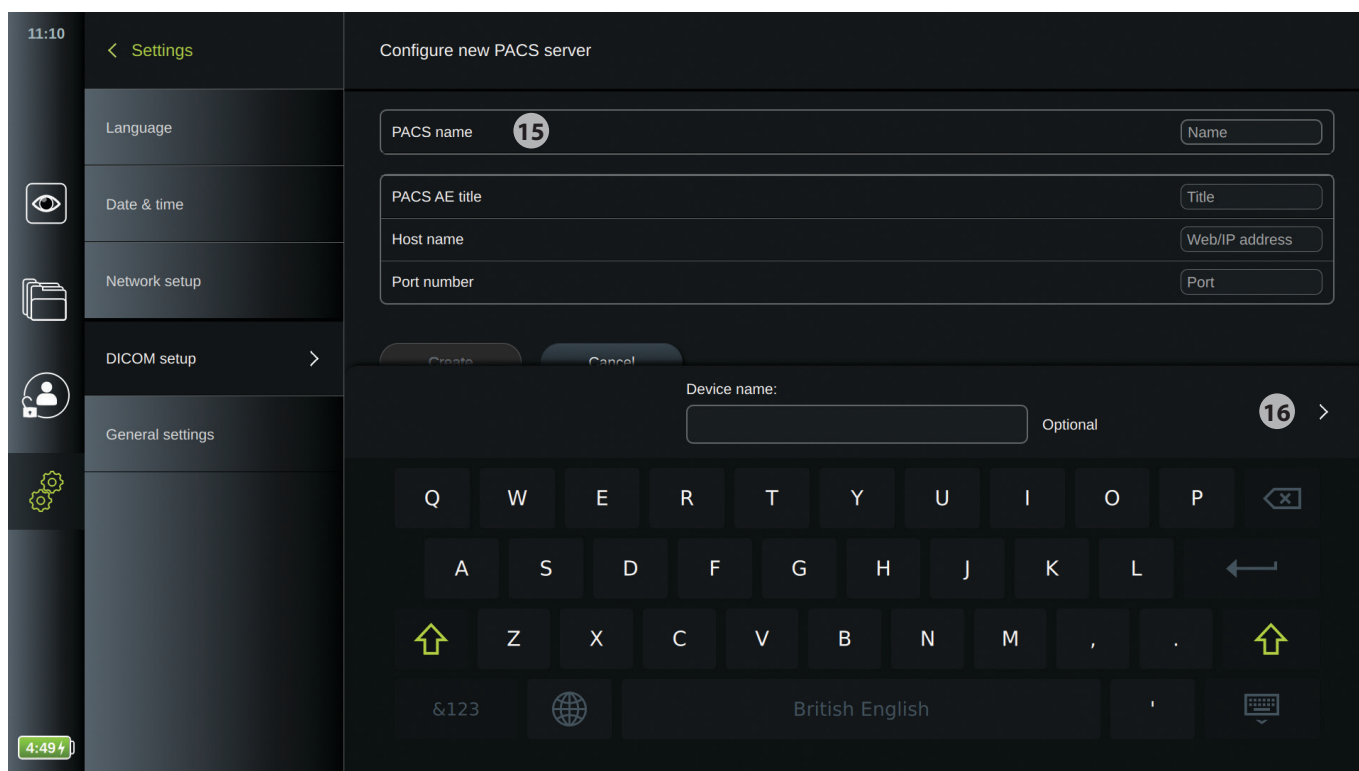 11:10
Settings
Configure new PACS server
Language
Date & time
Network setup
DICOM setup
General settings
PACS name 15 Name
PACS AE title Title
Host name Web/IP address
Port number Port
Create Cancel
Device name:
Optional 16
Q W E R T Y U I O P
A S D F G H J K L
Z X C V B N M , .
&123 British English '
4:49